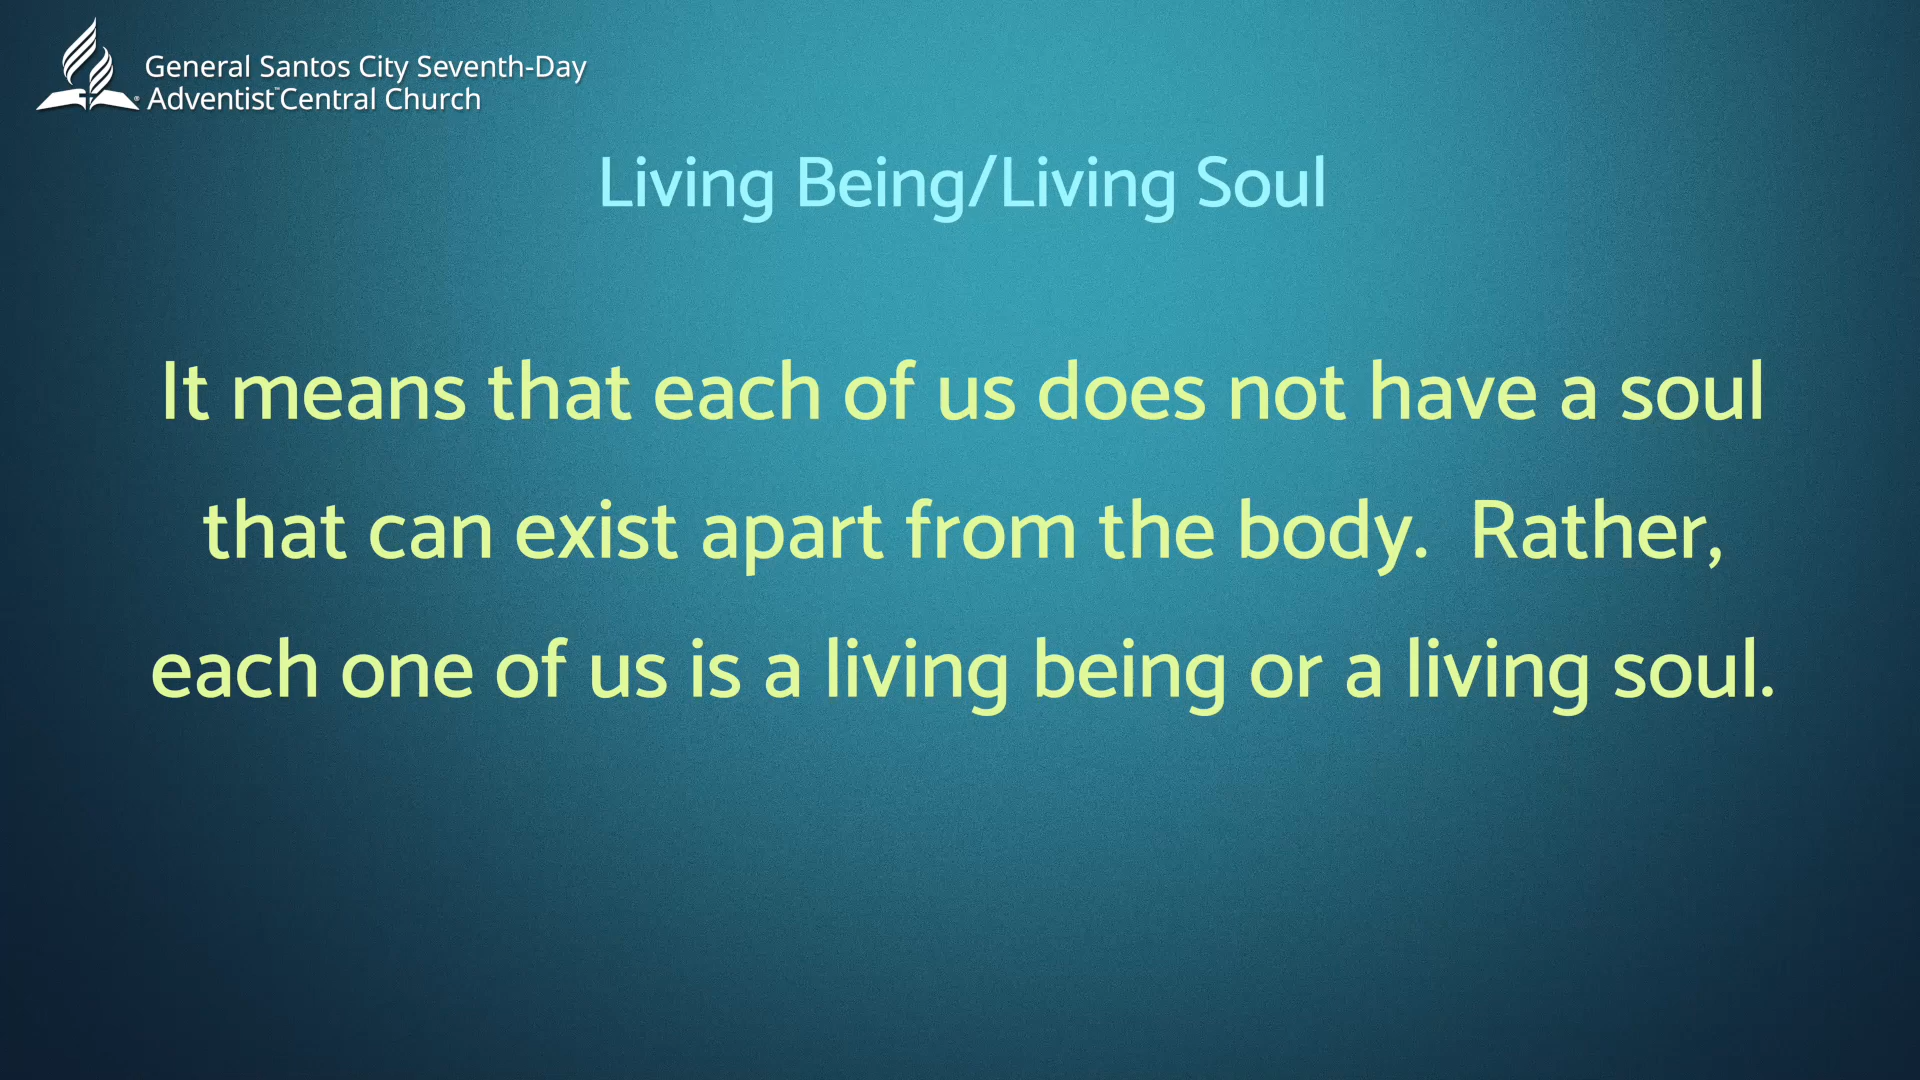 General Santos City Seventh-Day
Adventist™Central Church
Living Being/Living Soul
It means that each of us does not have a soul
that can exist apart from the body.  Rather,
each one of us is a living being or a living soul.